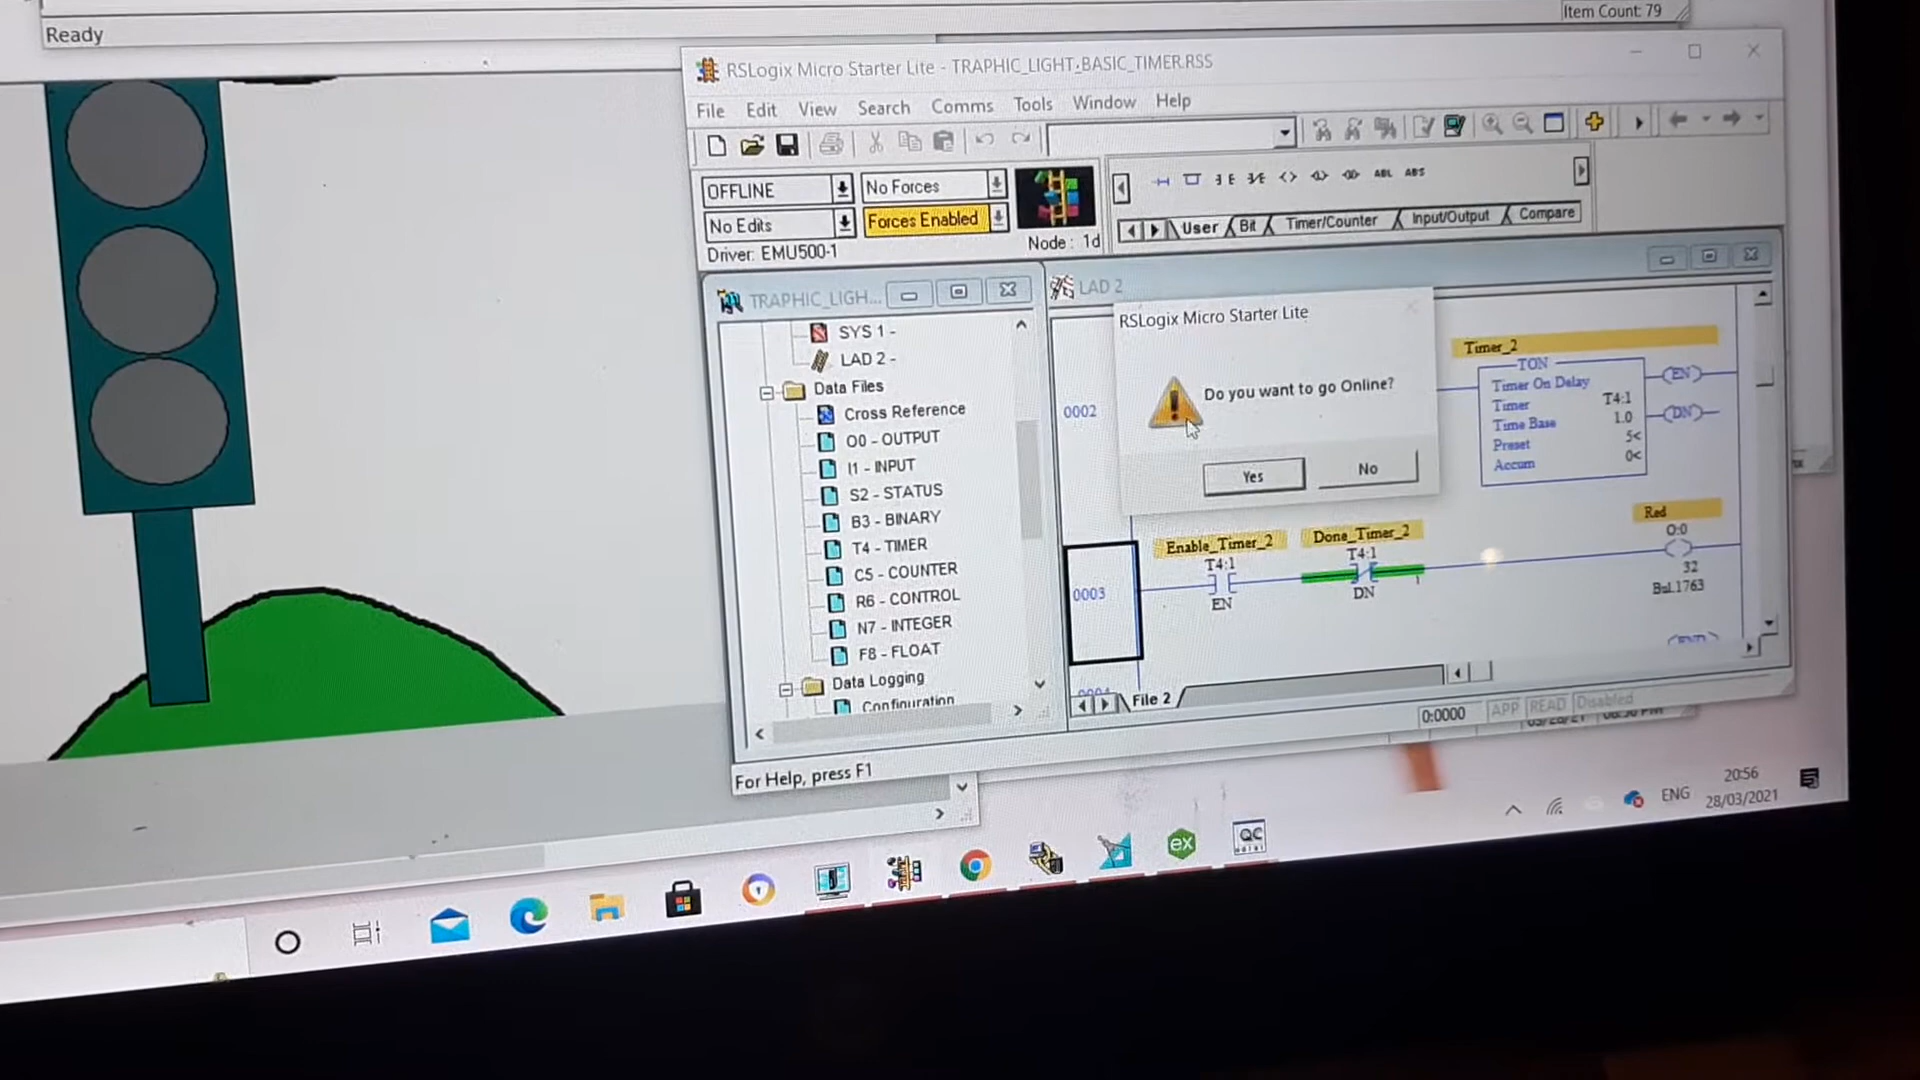 Ready
Item Count: 79
RSLogix Micro Starter Lite - TRAPHIC_LIGHT_BASIC_TIMER.RSS
File Edit View Search Comms Tools Window Help
OFFLINE No Forces
No Edits Forces Enabled
Driver: EMU500-1 Node : 1d
ABL ABS
User Bit Timer/Counter Input/Output Compare
TRAPHIC_LIGH...
SYS 1 -
LAD 2 -
Data Files
Cross Reference
O0 - OUTPUT
I1 - INPUT
S2 - STATUS
B3 - BINARY
T4 - TIMER
C5 - COUNTER
R6 - CONTROL
N7 - INTEGER
F8 - FLOAT
Data Logging
Configuration
LAD 2
RSLogix Micro Starter Lite
Do you want to go Online?
Yes No
0002
Timer_2
TON
Timer On Delay
Timer T4:1
Time Base 1.0
Preset 5<
Accum 0<
EN
DN
0003
Enable_Timer_2
T4:1
EN
Done_Timer_2
T4:1
DN
Red
O:0
32
Bul.1763
0004
File 2
0:0000 APP READ Disabled
For Help, press F1
ENG
20:56
28/03/2021
ex
QC